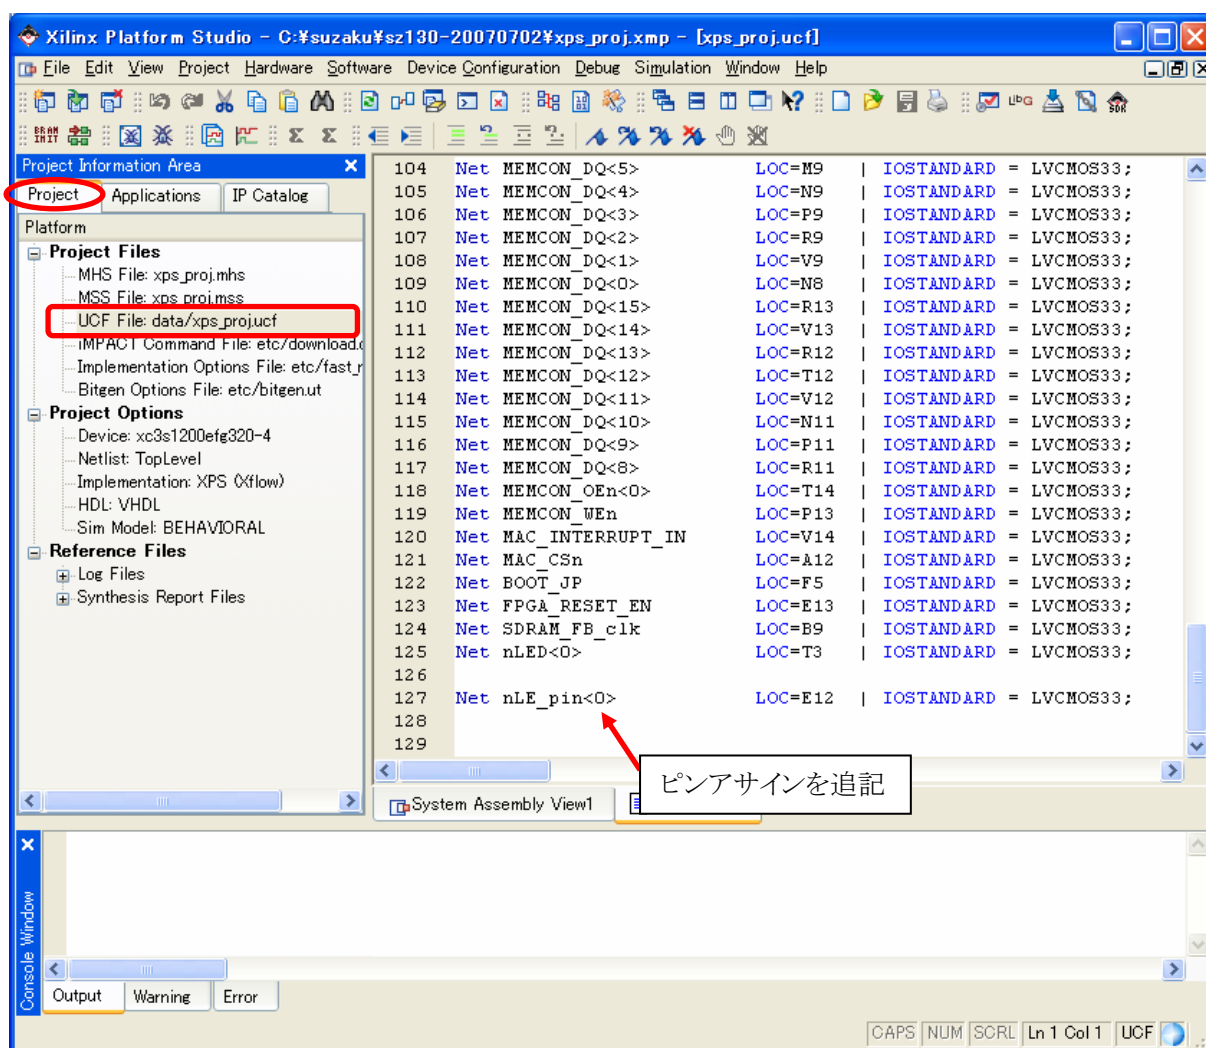 Xilinx Platform Studio - C:¥suzaku¥sz130-20070702¥xps_proj.xmp - [xps_proj.ucf]
File Edit View Project Hardware Software Device Configuration Debug Simulation Window Help
Project Information Area
Project Applications IP Catalog
Platform
Project Files
MHS File: xps_proj.mhs
MSS File: xps_proj.mss
UCF File: data/xps_proj.ucf
iMPACT Command File: etc/download.c
Implementation Options File: etc/fast_r
Bitgen Options File: etc/bitgen.ut
Project Options
Device: xc3s1200efg320-4
Netlist: TopLevel
Implementation: XPS (Xflow)
HDL: VHDL
Sim Model: BEHAVIORAL
Reference Files
Log Files
Synthesis Report Files
104 Net MEMCON_DQ<5> LOC=M9 | IOSTANDARD = LVCMOS33;
105 Net MEMCON_DQ<4> LOC=N9 | IOSTANDARD = LVCMOS33;
106 Net MEMCON_DQ<3> LOC=P9 | IOSTANDARD = LVCMOS33;
107 Net MEMCON_DQ<2> LOC=R9 | IOSTANDARD = LVCMOS33;
108 Net MEMCON_DQ<1> LOC=V9 | IOSTANDARD = LVCMOS33;
109 Net MEMCON_DQ<0> LOC=N8 | IOSTANDARD = LVCMOS33;
110 Net MEMCON_DQ<15> LOC=R13 | IOSTANDARD = LVCMOS33;
111 Net MEMCON_DQ<14> LOC=V13 | IOSTANDARD = LVCMOS33;
112 Net MEMCON_DQ<13> LOC=R12 | IOSTANDARD = LVCMOS33;
113 Net MEMCON_DQ<12> LOC=T12 | IOSTANDARD = LVCMOS33;
114 Net MEMCON_DQ<11> LOC=V12 | IOSTANDARD = LVCMOS33;
115 Net MEMCON_DQ<10> LOC=N11 | IOSTANDARD = LVCMOS33;
116 Net MEMCON_DQ<9> LOC=P11 | IOSTANDARD = LVCMOS33;
117 Net MEMCON_DQ<8> LOC=R11 | IOSTANDARD = LVCMOS33;
118 Net MEMCON_OEn<0> LOC=T14 | IOSTANDARD = LVCMOS33;
119 Net MEMCON_WEn LOC=P13 | IOSTANDARD = LVCMOS33;
120 Net MAC_INTERRUPT_IN LOC=V14 | IOSTANDARD = LVCMOS33;
121 Net MAC_CSn LOC=A12 | IOSTANDARD = LVCMOS33;
122 Net BOOT_JP LOC=F5 | IOSTANDARD = LVCMOS33;
123 Net FPGA_RESET_EN LOC=E13 | IOSTANDARD = LVCMOS33;
124 Net SDRAM_FB_clk LOC=B9 | IOSTANDARD = LVCMOS33;
125 Net nLED<0> LOC=T3 | IOSTANDARD = LVCMOS33;
126
127 Net nLE_pin<0> LOC=E12 | IOSTANDARD = LVCMOS33;
128
129
ピンアサインを追記
System Assembly View1
Console Window
Output Warning Error
CAPS NUM SCRL Ln 1 Col 1 UCF